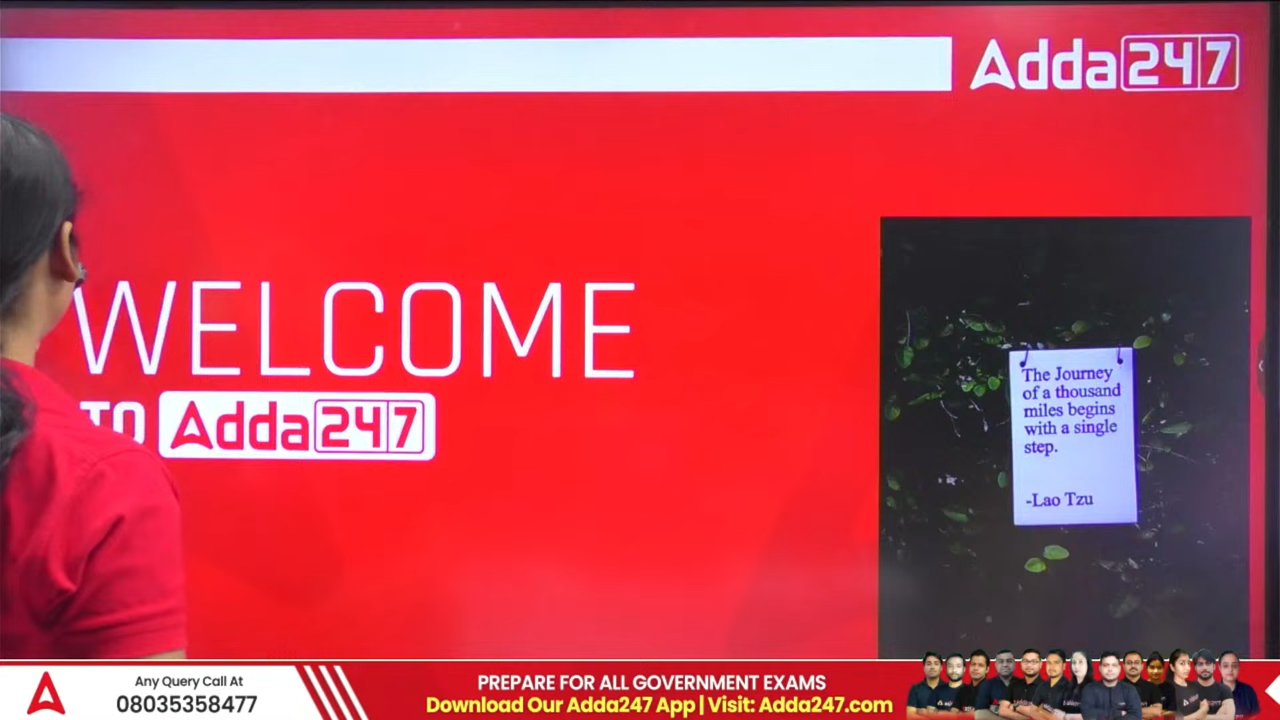 Adda247
WELCOME
TO Adda247
The Journey
of a thousand
miles begins
with a single
step.
-Lao Tzu
Any Query Call At
08035358477
PREPARE FOR ALL GOVERNMENT EXAMS
Download Our Adda247 App | Visit: Adda247.com